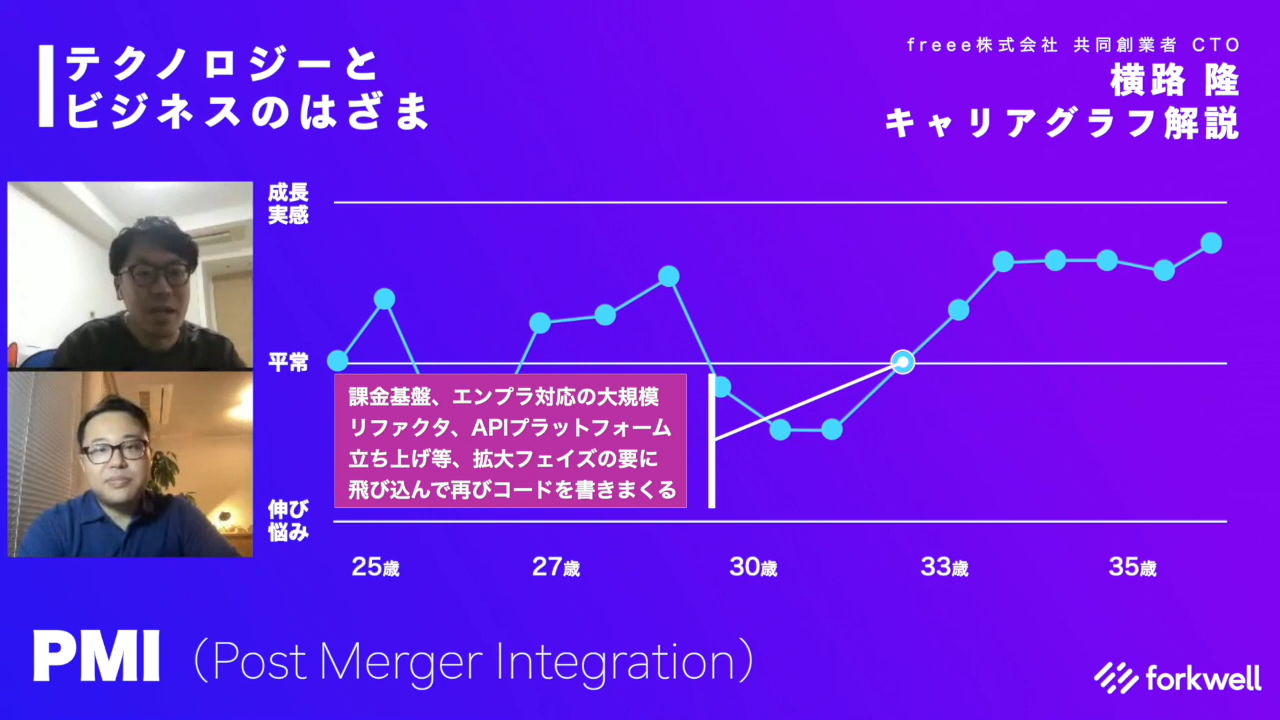 テクノロジーと
ビジネスのはざま
freee株式会社 共同創業者 CTO
横路 隆
キャリアグラフ解説
成長
実感
平常
伸び
悩み
課金基盤、エンプラ対応の大規模
リファクタ、APIプラットフォーム
立ち上げ等、拡大フェイズの要に
飛び込んで再びコードを書きまくる
25歳
27歳
30歳
33歳
35歳
PMI（Post Merger Integration）
forkwell